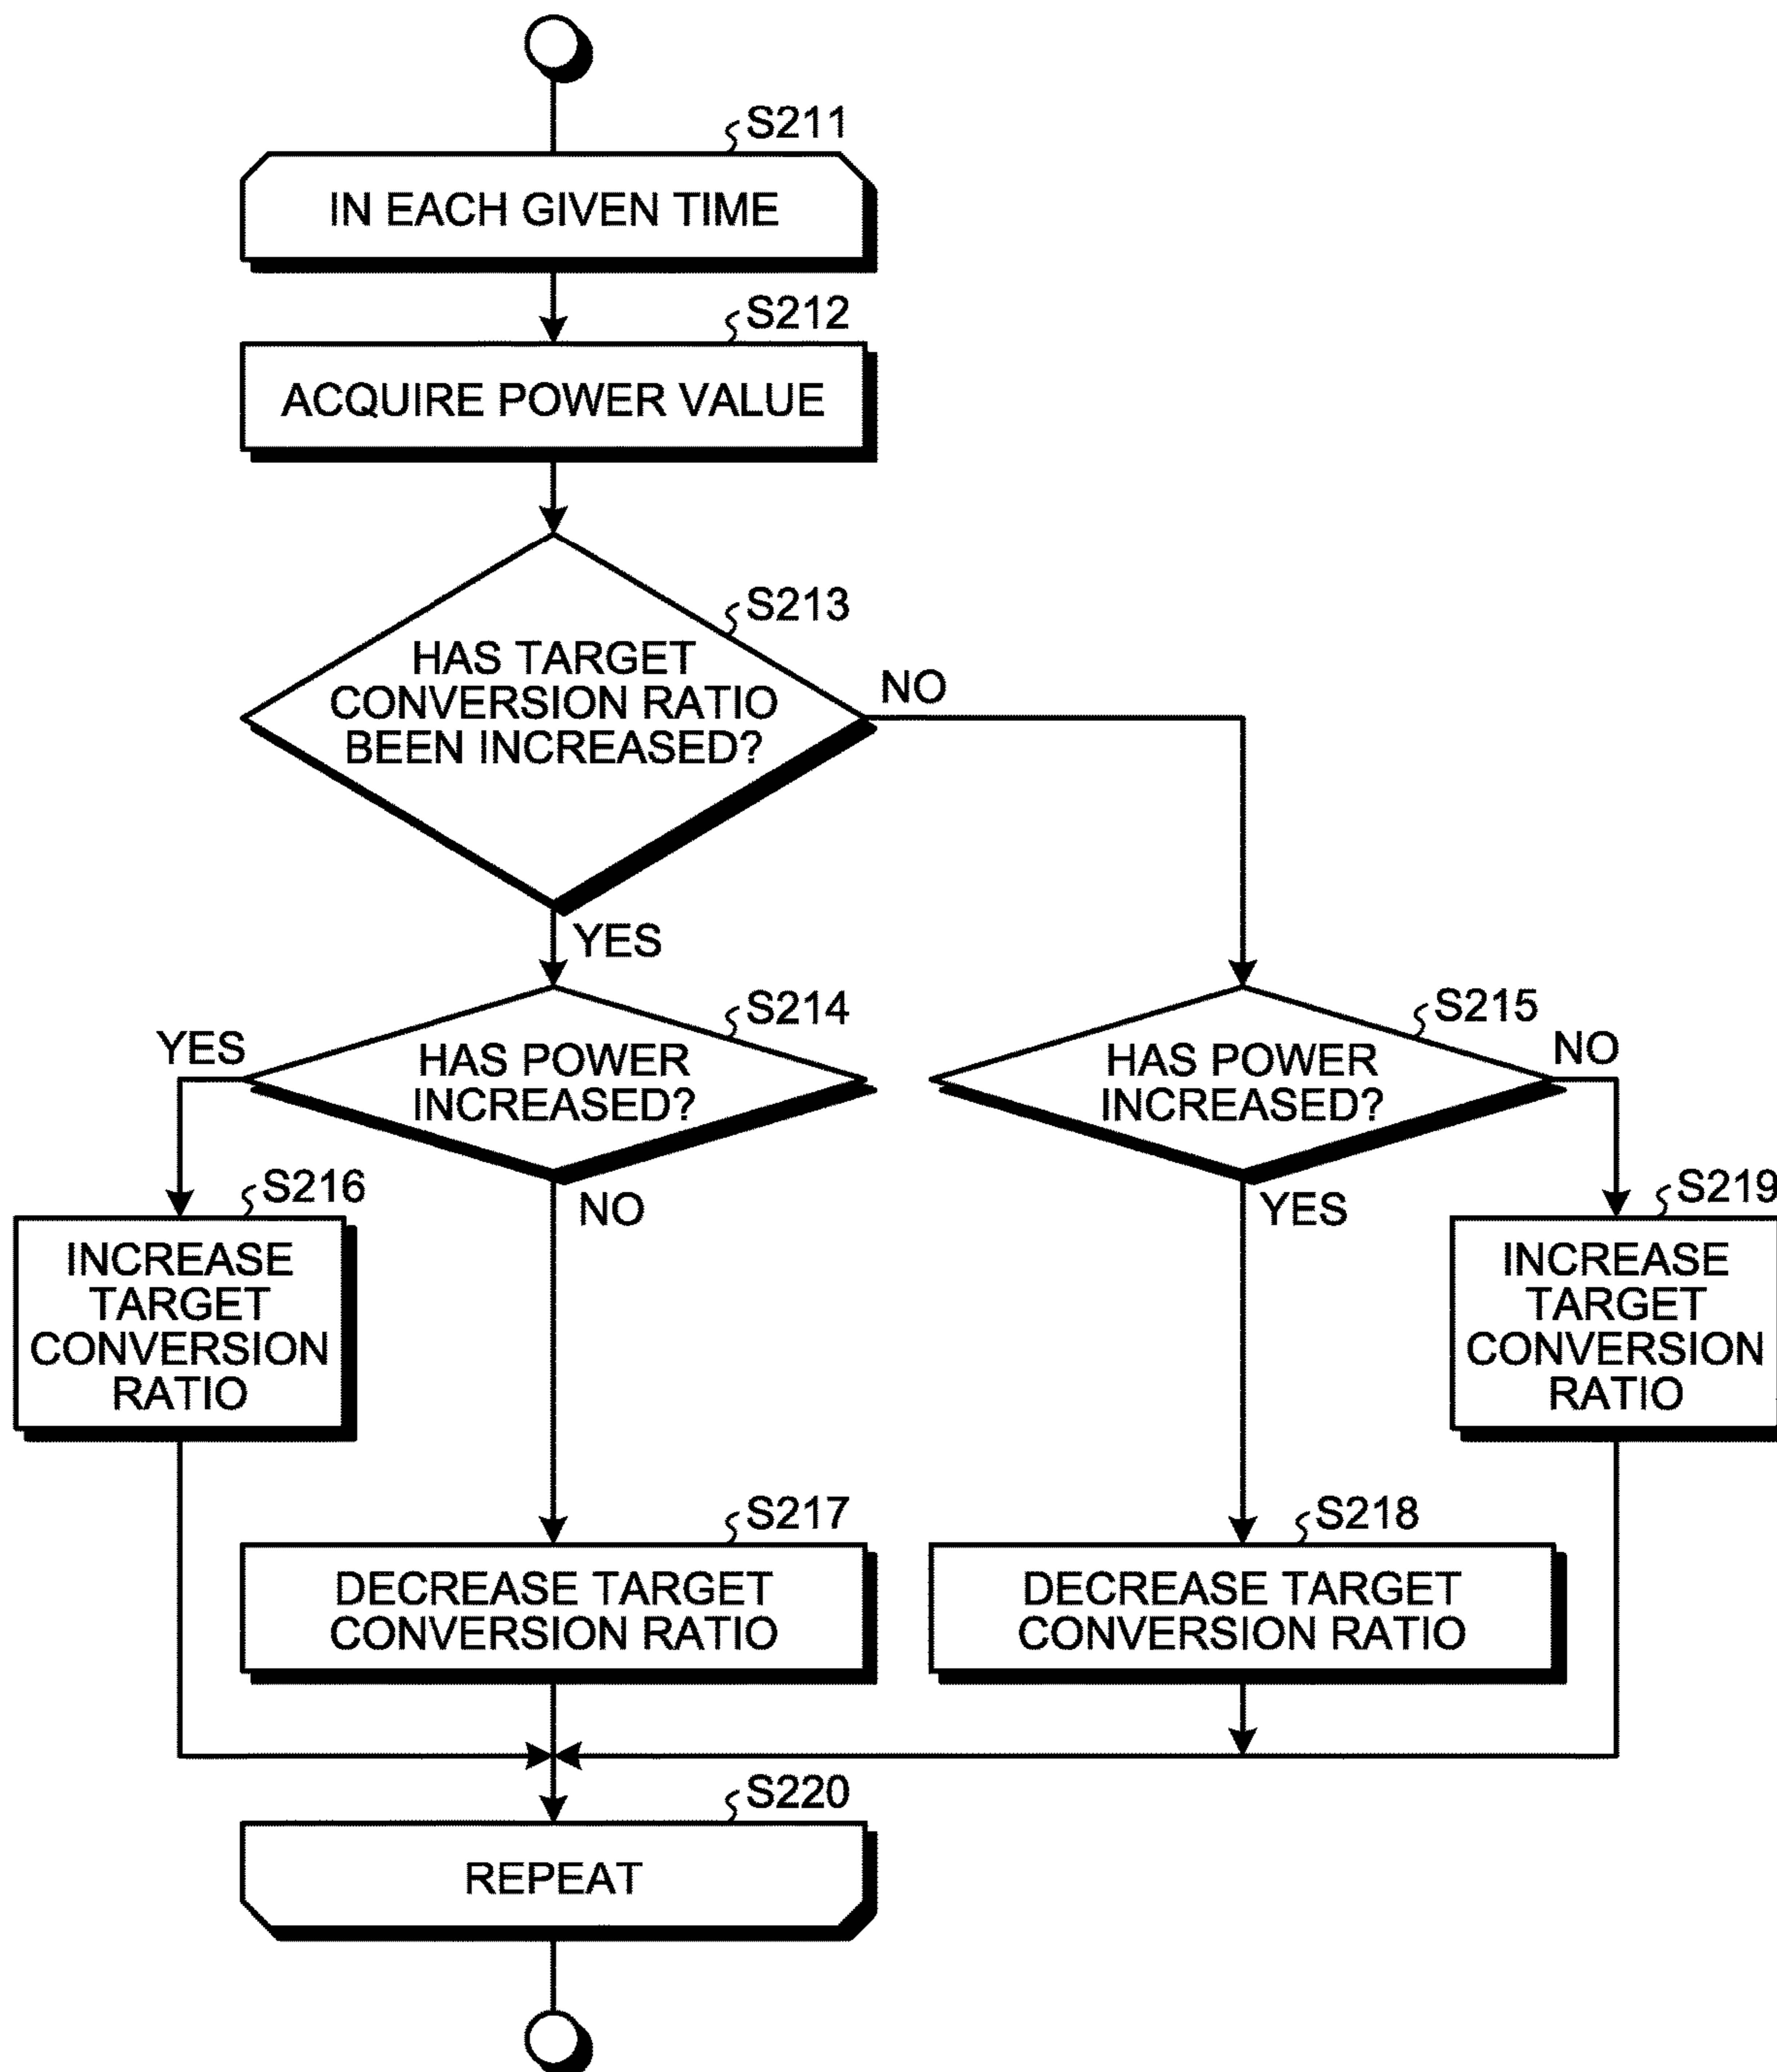 S211
IN EACH GIVEN TIME
S212
ACQUIRE POWER VALUE
S213
HAS TARGET
CONVERSION RATIO
BEEN INCREASED?
NO
YES
S214
HAS POWER
INCREASED?
YES
NO
S215
HAS POWER
INCREASED?
NO
YES
S216
INCREASE
TARGET
CONVERSION
RATIO
S219
INCREASE
TARGET
CONVERSION
RATIO
S217
DECREASE TARGET
CONVERSION RATIO
S218
DECREASE TARGET
CONVERSION RATIO
S220
REPEAT